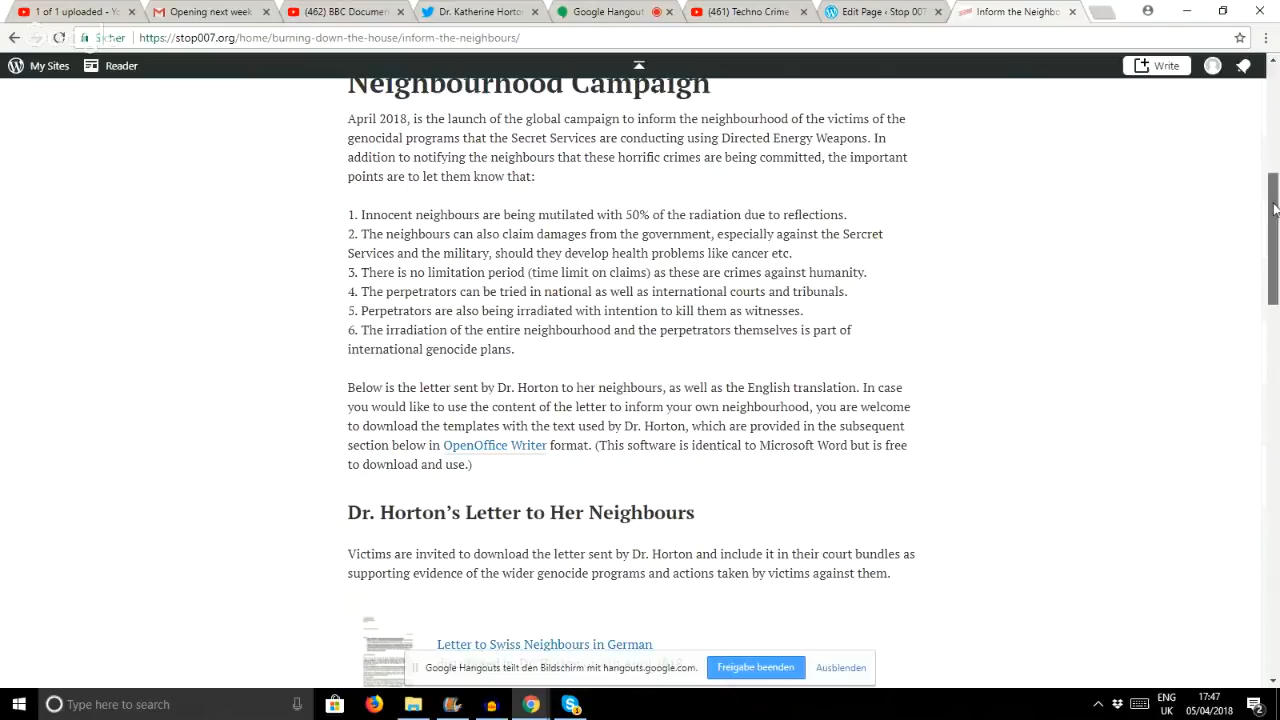 1 of 1 uploaded - Yo
Opening next week
(462) BBC Documen
Dr. Katherine Horto
Google Hangout
(461) Techno Crime
Edit Page ‹ Stop 007
Inform the Neighbo
https://stop007.org/home/burning-down-the-house/inform-the-neighbours/
My Sites
Reader
Write
Neighbourhood Campaign
April 2018, is the launch of the global campaign to inform the neighbourhood of the victims of the
genocidal programs that the Secret Services are conducting using Directed Energy Weapons. In
addition to notifying the neighbours that these horrific crimes are being committed, the important
points are to let them know that:
1. Innocent neighbours are being mutilated with 50% of the radiation due to reflections.
2. The neighbours can also claim damages from the government, especially against the Sercret
Services and the military, should they develop health problems like cancer etc.
3. There is no limitation period (time limit on claims) as these are crimes against humanity.
4. The perpetrators can be tried in national as well as international courts and tribunals.
5. Perpetrators are also being irradiated with intention to kill them as witnesses.
6. The irradiation of the entire neighbourhood and the perpetrators themselves is part of
international genocide plans.
Below is the letter sent by Dr. Horton to her neighbours, as well as the English translation. In case
you would like to use the content of the letter to inform your own neighbourhood, you are welcome
to download the templates with the text used by Dr. Horton, which are provided in the subsequent
section below in OpenOffice Writer format. (This software is identical to Microsoft Word but is free
to download and use.)
Dr. Horton's Letter to Her Neighbours
Victims are invited to download the letter sent by Dr. Horton and include it in their court bundles as
supporting evidence of the wider genocide programs and actions taken by victims against them.
Letter to Swiss Neighbours in German
Google Hangouts teilt den Bildschirm mit hangouts.google.com.
Freigabe beenden
Ausblenden
Type here to search
ENG
UK
17:47
05/04/2018